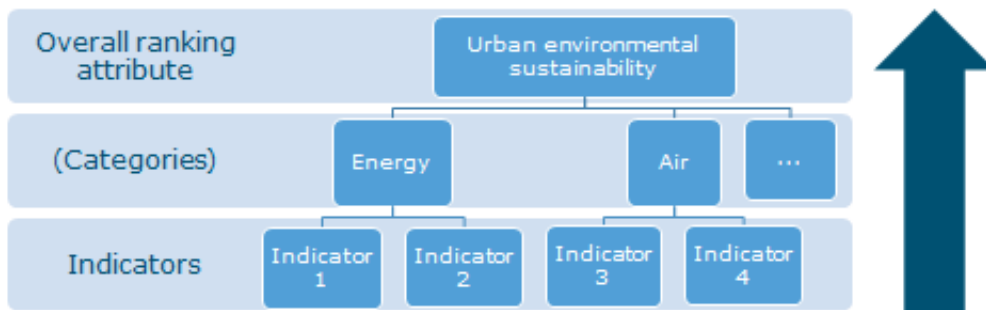 Overall ranking
attribute
Urban environmental
sustainability
(Categories)
Energy
Air
...
Indicators
Indicator
1
Indicator
2
Indicator
3
Indicator
4